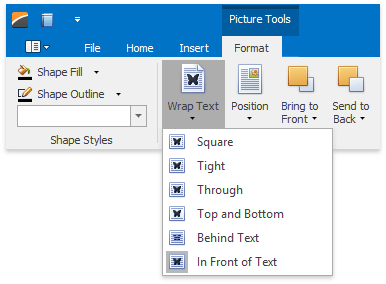 Picture Tools
File Home Insert Format
Shape Fill
Shape Outline
Shape Styles
Wrap Text
Position
Bring to
Front
Send to
Back
Square
Tight
Through
Top and Bottom
Behind Text
In Front of Text